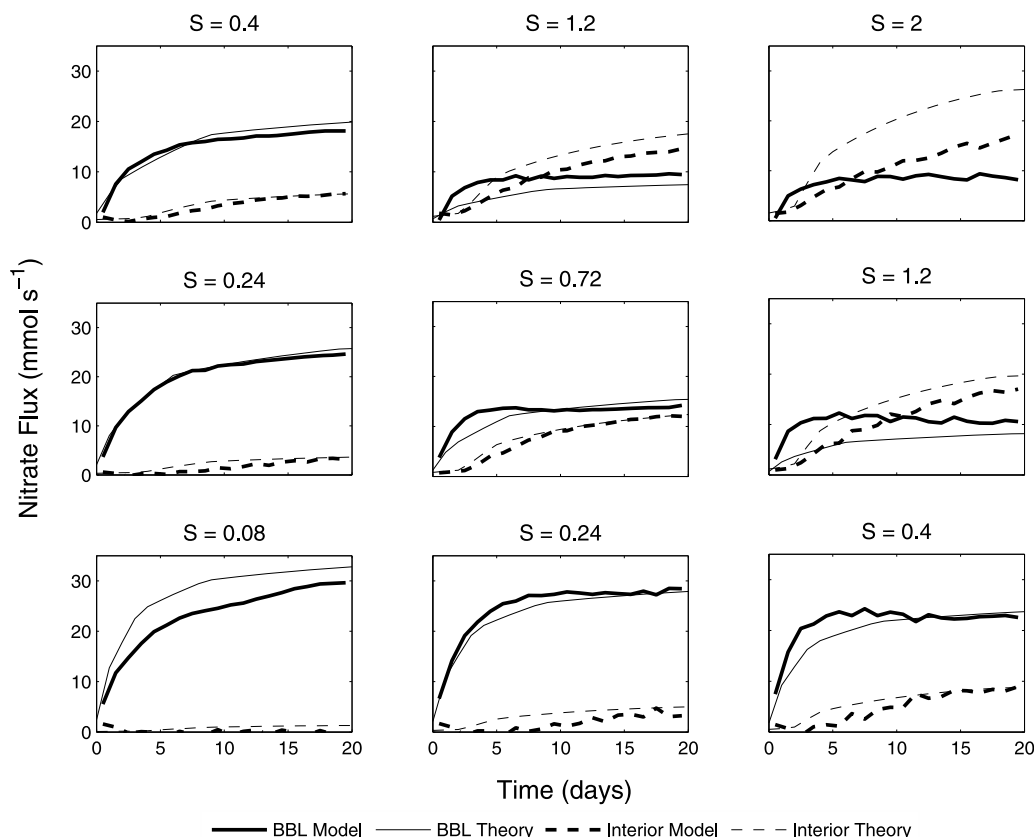 S = 0.4
S = 1.2
S = 2
30
20
10
0
S = 0.24
S = 0.72
S = 1.2
30
20
10
0
S = 0.08
S = 0.24
S = 0.4
30
20
10
0
0 5 10 15 20
0 5 10 15 20
0 5 10 15 20
Nitrate Flux (mmol s⁻¹)
Time (days)
BBL Model BBL Theory Interior Model Interior Theory